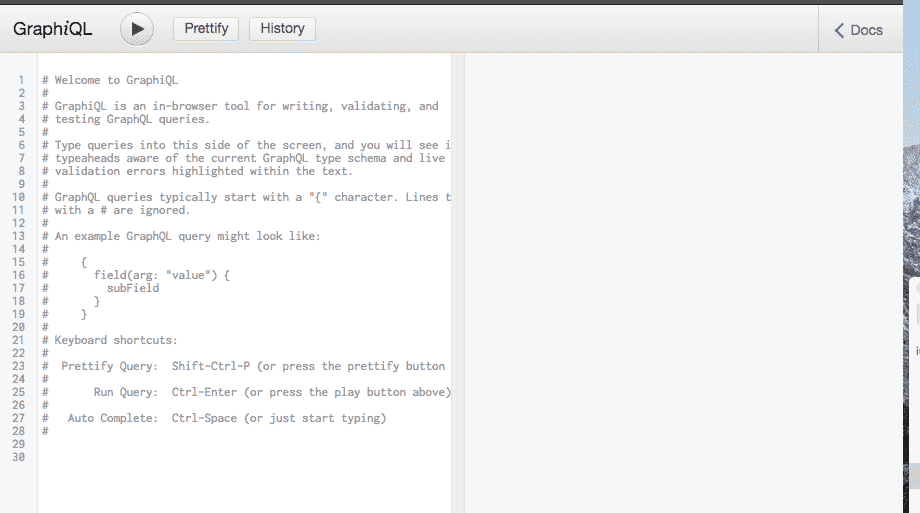 GraphiQL
Prettify
History
Docs
1 # Welcome to GraphiQL
2 #
3 # GraphiQL is an in-browser tool for writing, validating, and
4 # testing GraphQL queries.
5 #
6 # Type queries into this side of the screen, and you will see i
7 # typeaheads aware of the current GraphQL type schema and live
8 # validation errors highlighted within the text.
9 #
10 # GraphQL queries typically start with a "{" character. Lines t
11 # with a # are ignored.
12 #
13 # An example GraphQL query might look like:
14 #
15 #     {
16 #       field(arg: "value") {
17 #         subField
18 #       }
19 #     }
20 #
21 # Keyboard shortcuts:
22 #
23 #  Prettify Query:  Shift-Ctrl-P (or press the prettify button
24 #
25 #       Run Query:  Ctrl-Enter (or press the play button above)
26 #
27 #   Auto Complete:  Ctrl-Space (or just start typing)
28 #
29
30